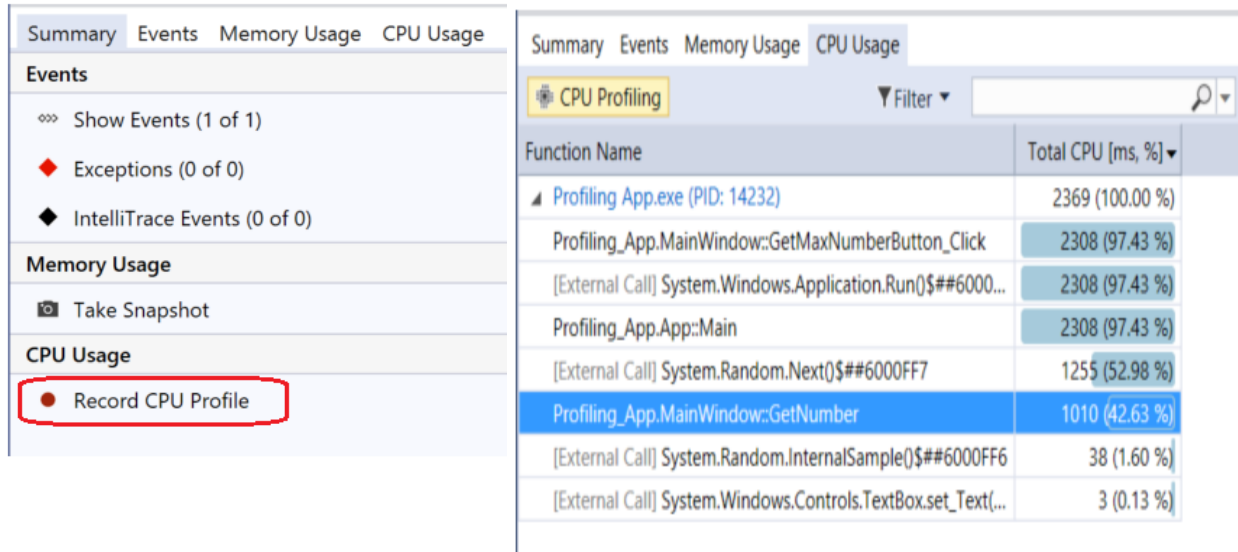 Summary Events Memory Usage CPU Usage
Events
Show Events (1 of 1)
Exceptions (0 of 0)
IntelliTrace Events (0 of 0)
Memory Usage
Take Snapshot
CPU Usage
Record CPU Profile
Summary Events Memory Usage CPU Usage
CPU Profiling Filter
Function Name Total CPU [ms, %]
Profiling App.exe (PID: 14232) 2369 (100.00 %)
Profiling_App.MainWindow::GetMaxNumberButton_Click 2308 (97.43 %)
[External Call] System.Windows.Application.Run()$##6000... 2308 (97.43 %)
Profiling_App.App::Main 2308 (97.43 %)
[External Call] System.Random.Next()$##6000FF7 1255 (52.98 %)
Profiling_App.MainWindow::GetNumber 1010 (42.63 %)
[External Call] System.Random.InternalSample()$##6000FF6 38 (1.60 %)
[External Call] System.Windows.Controls.TextBox.set_Text(... 3 (0.13 %)